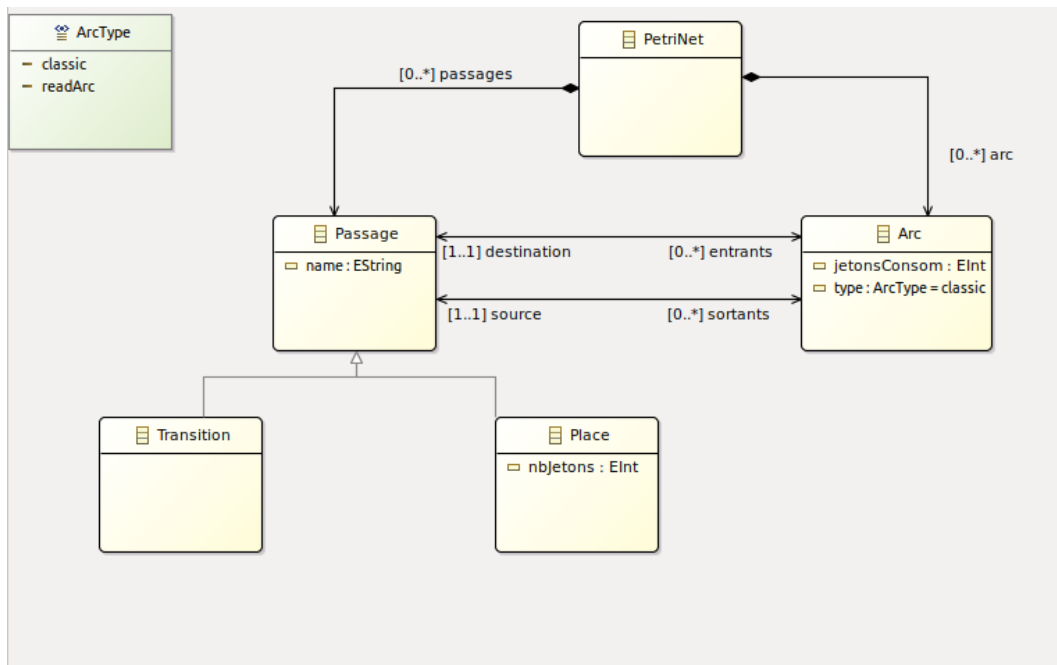 ArcType
classic
readArc
PetriNet
[0..*] passages
[0..*] arc
Passage
name : EString
[1..1] destination
[0..*] entrants
[1..1] source
[0..*] sortants
Arc
jetonsConsom : EInt
type : ArcType = classic
Transition
Place
nbJetons : EInt